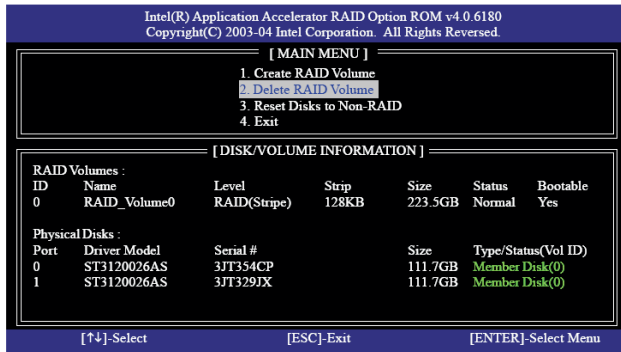 Intel(R) Application Accelerator RAID Option ROM v4.0.6180
Copyright(C) 2003-04 Intel Corporation.  All Rights Reversed.
[ MAIN MENU ]
1. Create RAID Volume
2. Delete RAID Volume
3. Reset Disks to Non-RAID
4. Exit
[ DISK/VOLUME INFORMATION ]
RAID Volumes :
ID Name Level Strip Size Status Bootable
0 RAID_Volume0 RAID(Stripe) 128KB 223.5GB Normal Yes
Physical Disks :
Port Driver Model Serial # Size Type/Status(Vol ID)
0 ST3120026AS 3JT354CP 111.7GB Member Disk(0)
1 ST3120026AS 3JT329JX 111.7GB Member Disk(0)
[↑↓]-Select [ESC]-Exit [ENTER]-Select Menu